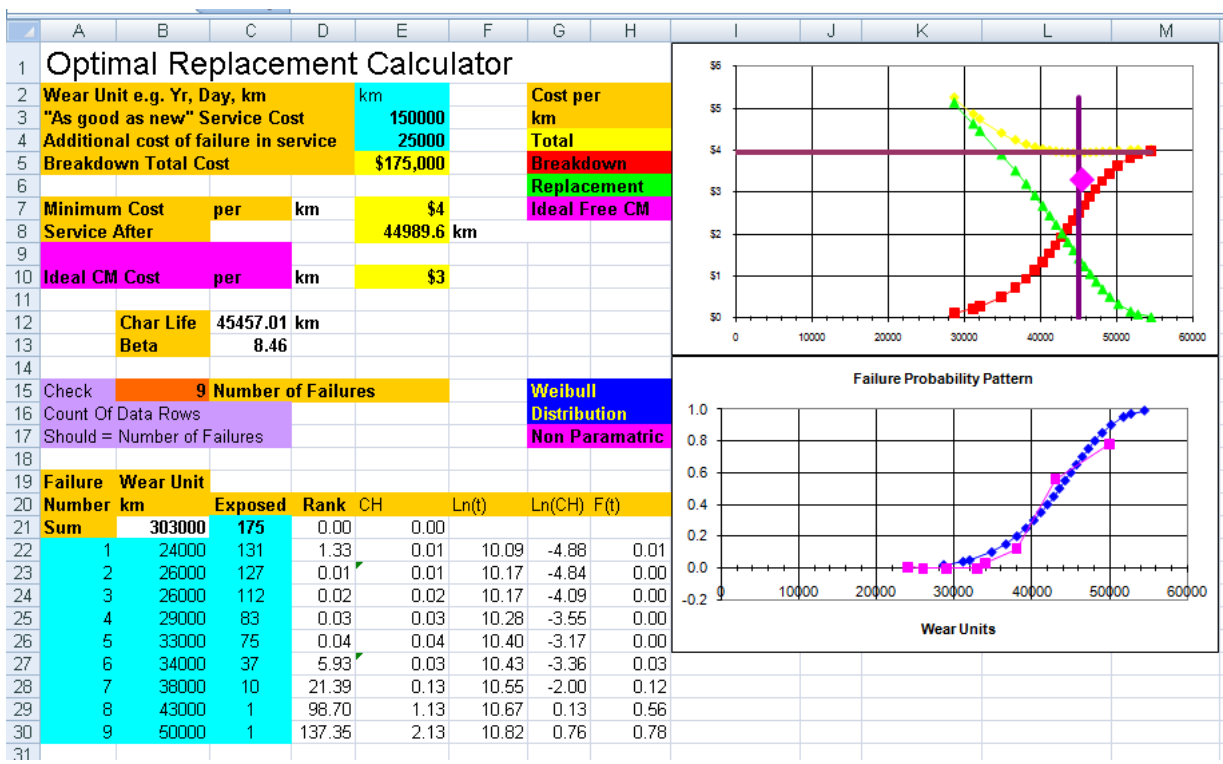 A B C D E F G H I J K L M
1 Optimal Replacement Calculator
2 Wear Unit e.g. Yr, Day, km km Cost per
3 "As good as new" Service Cost 150000 km
4 Additional cost of failure in service 25000 Total
5 Breakdown Total Cost $175,000 Breakdown
6 Replacement
7 Minimum Cost per km $4 Ideal Free CM
8 Service After 44989.6 km
9
10 Ideal CM Cost per km $3
11
12 Char Life 45457.01 km
13 Beta 8.46
14
15 Check 9 Number of Failures Weibull
16 Count Of Data Rows Distribution
17 Should = Number of Failures Non Paramatric
18
19 Failure Wear Unit
20 Number km Exposed Rank CH Ln(t) Ln(CH) F(t)
21 Sum 303000 175 0.00 0.00
22 1 24000 131 1.33 0.01 10.09 -4.88 0.01
23 2 26000 127 0.01 0.01 10.17 -4.84 0.00
24 3 26000 112 0.02 0.02 10.17 -4.09 0.00
25 4 29000 83 0.03 0.03 10.28 -3.55 0.00
26 5 33000 75 0.04 0.04 10.40 -3.17 0.00
27 6 34000 37 5.93 0.03 10.43 -3.36 0.03
28 7 38000 10 21.39 0.13 10.55 -2.00 0.12
29 8 43000 1 98.70 1.13 10.67 0.13 0.56
30 9 50000 1 137.35 2.13 10.82 0.76 0.78
31
$6
$5
$4
$3
$2
$1
$0
0 10000 20000 30000 40000 50000 60000
Failure Probability Pattern
1.0
0.8
0.6
0.4
0.2
0.0
-0.2
0 10000 20000 30000 40000 50000 60000
Wear Units